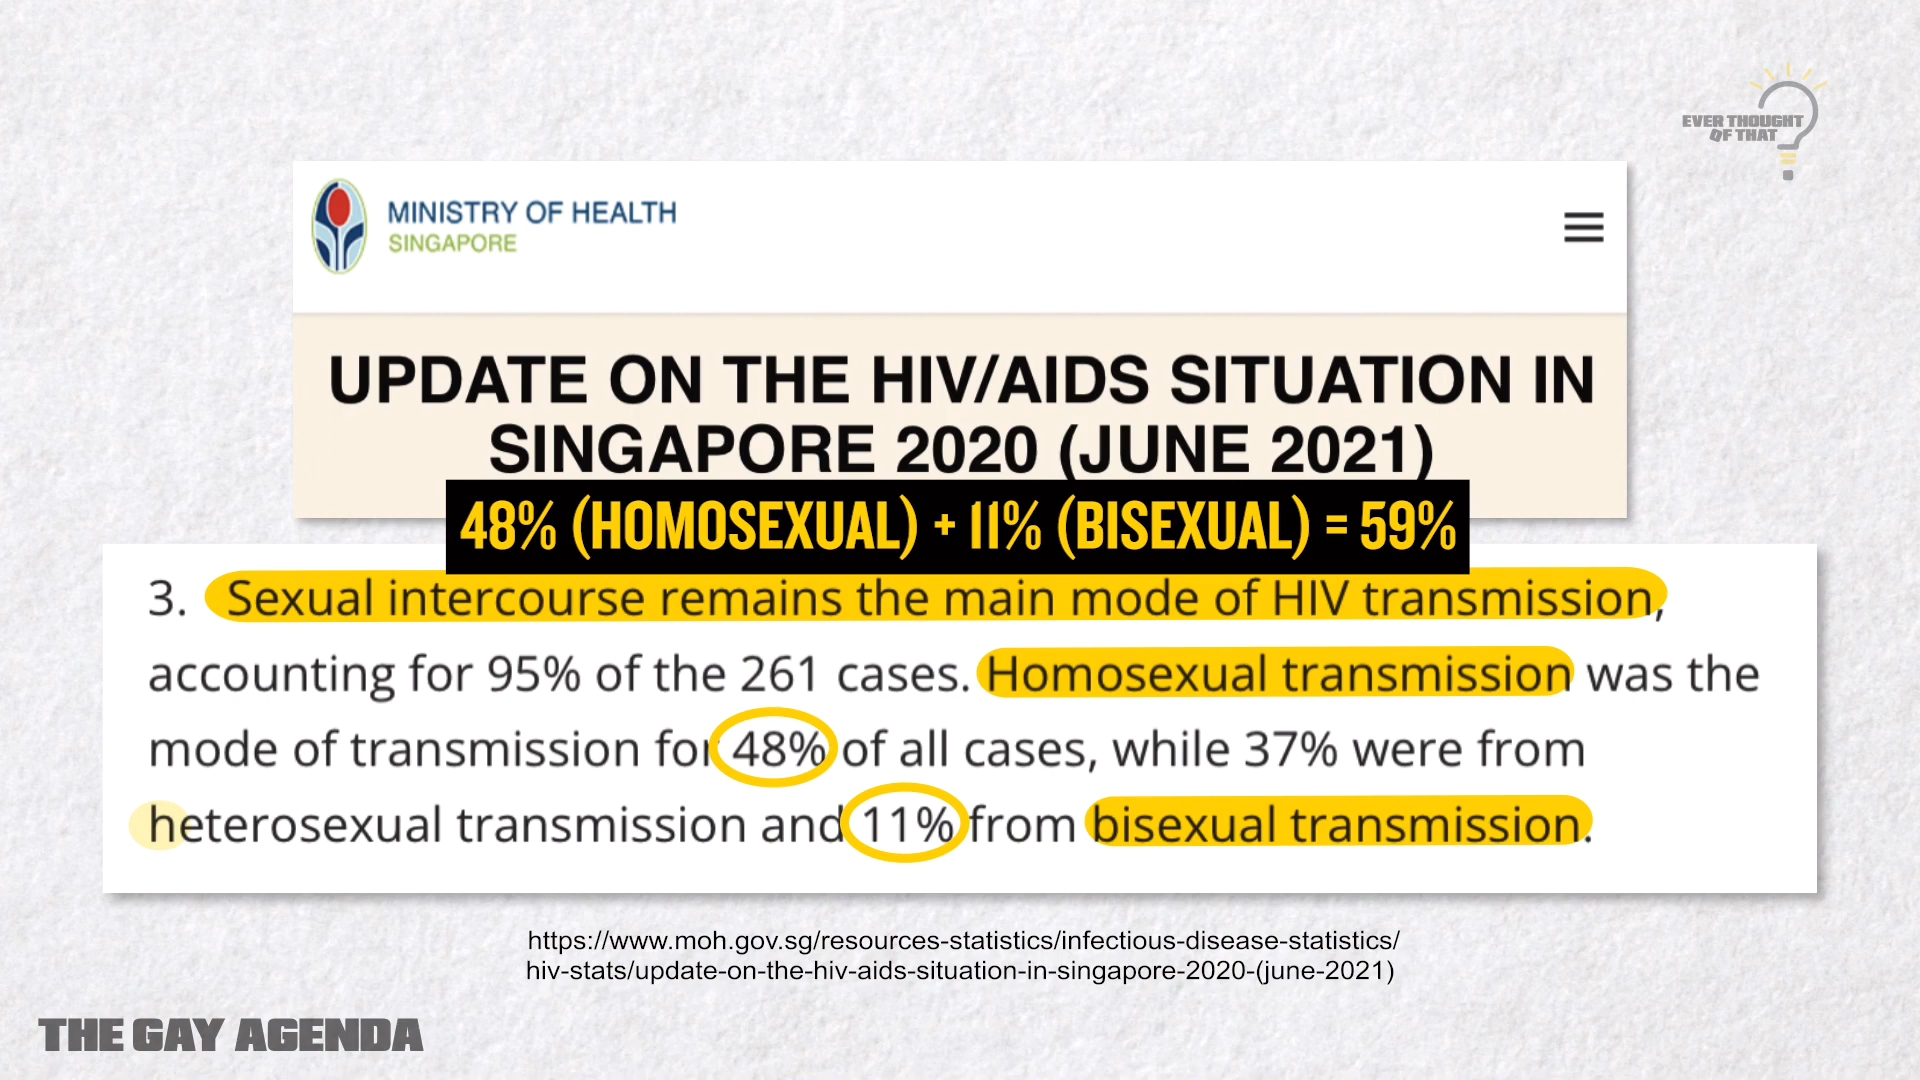 EVER THOUGHT
OF THAT
MINISTRY OF HEALTH
SINGAPORE
UPDATE ON THE HIV/AIDS SITUATION IN
SINGAPORE 2020 (JUNE 2021)
48% (HOMOSEXUAL) + 11% (BISEXUAL) = 59%
3. Sexual intercourse remains the main mode of HIV transmission,
accounting for 95% of the 261 cases. Homosexual transmission was the
mode of transmission for 48% of all cases, while 37% were from
heterosexual transmission and 11% from bisexual transmission.
https://www.moh.gov.sg/resources-statistics/infectious-disease-statistics/
hiv-stats/update-on-the-hiv-aids-situation-in-singapore-2020-(june-2021)
THE GAY AGENDA